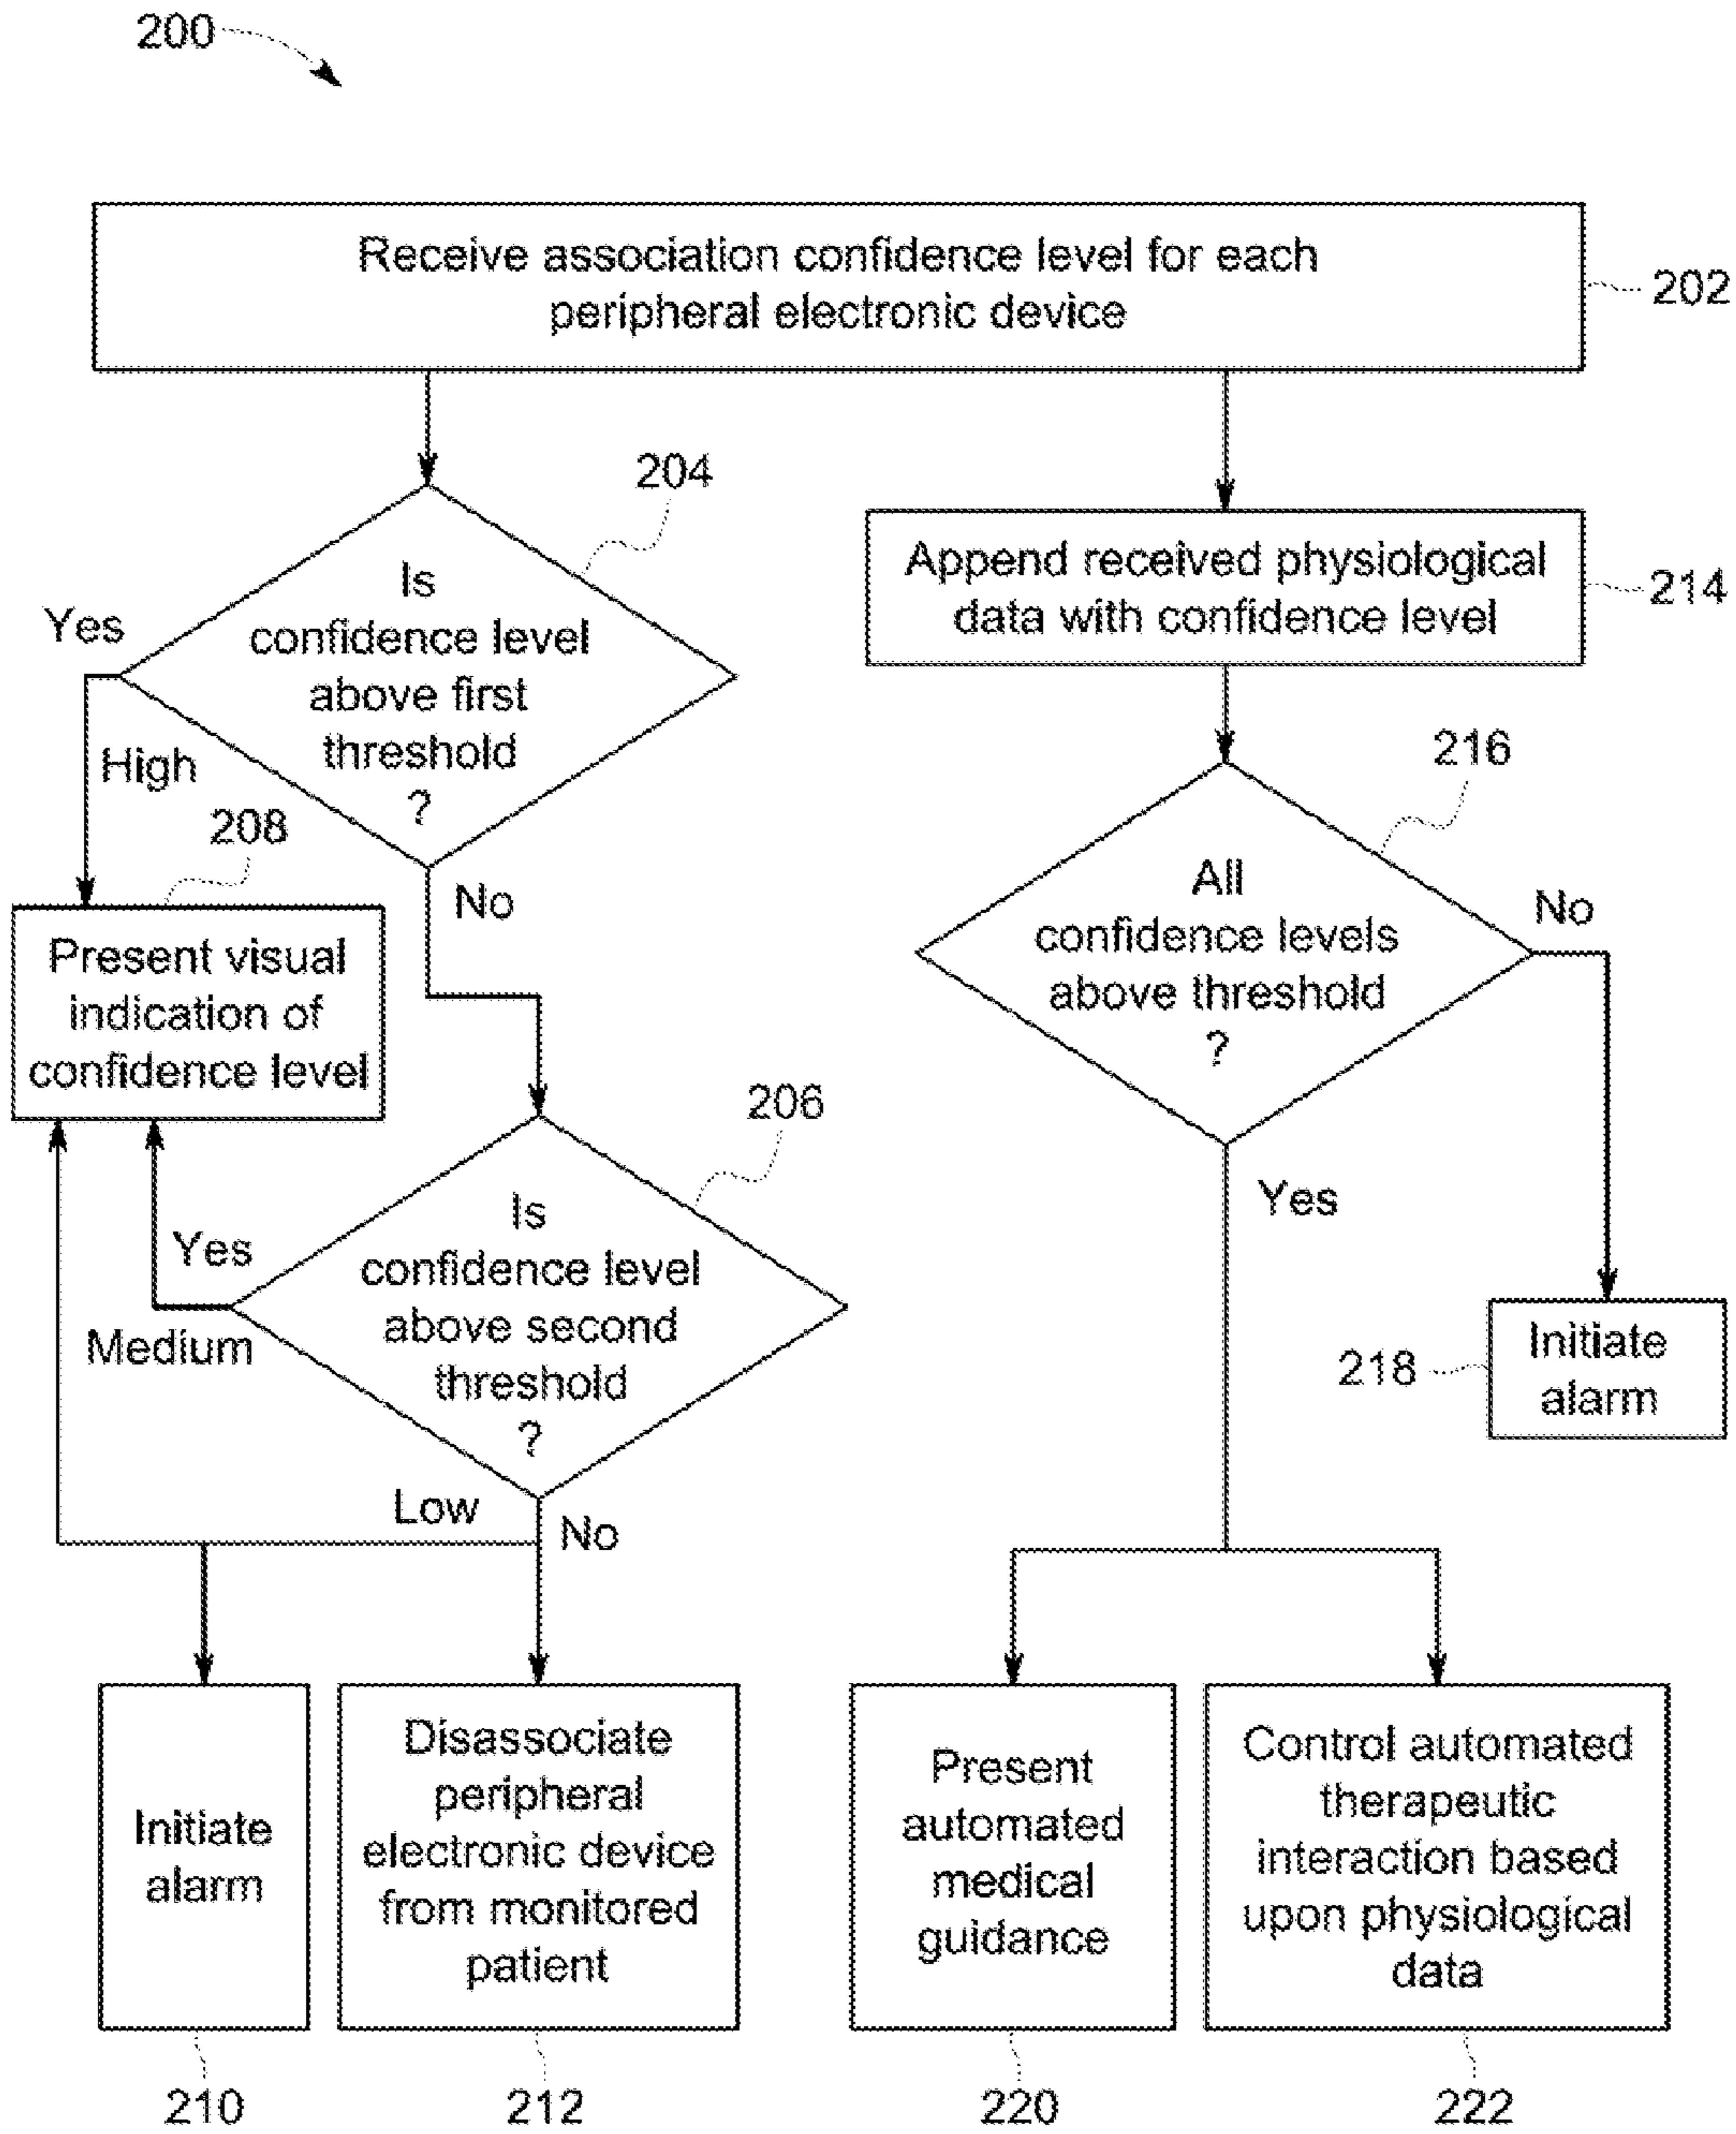 200
Receive association confidence level for each
peripheral electronic device
202
204
Is
confidence level
above first
threshold
?
Yes
High
No
208
Present visual
indication of
confidence level
206
Is
confidence level
above second
threshold
?
Yes
Medium
Low
No
Initiate
alarm
210
Disassociate
peripheral
electronic device
from monitored
patient
212
Append received physiological
data with confidence level
214
216
All
confidence levels
above threshold
?
No
Yes
218
Initiate
alarm
Present
automated
medical
guidance
220
Control automated
therapeutic
interaction based
upon physiological
data
222